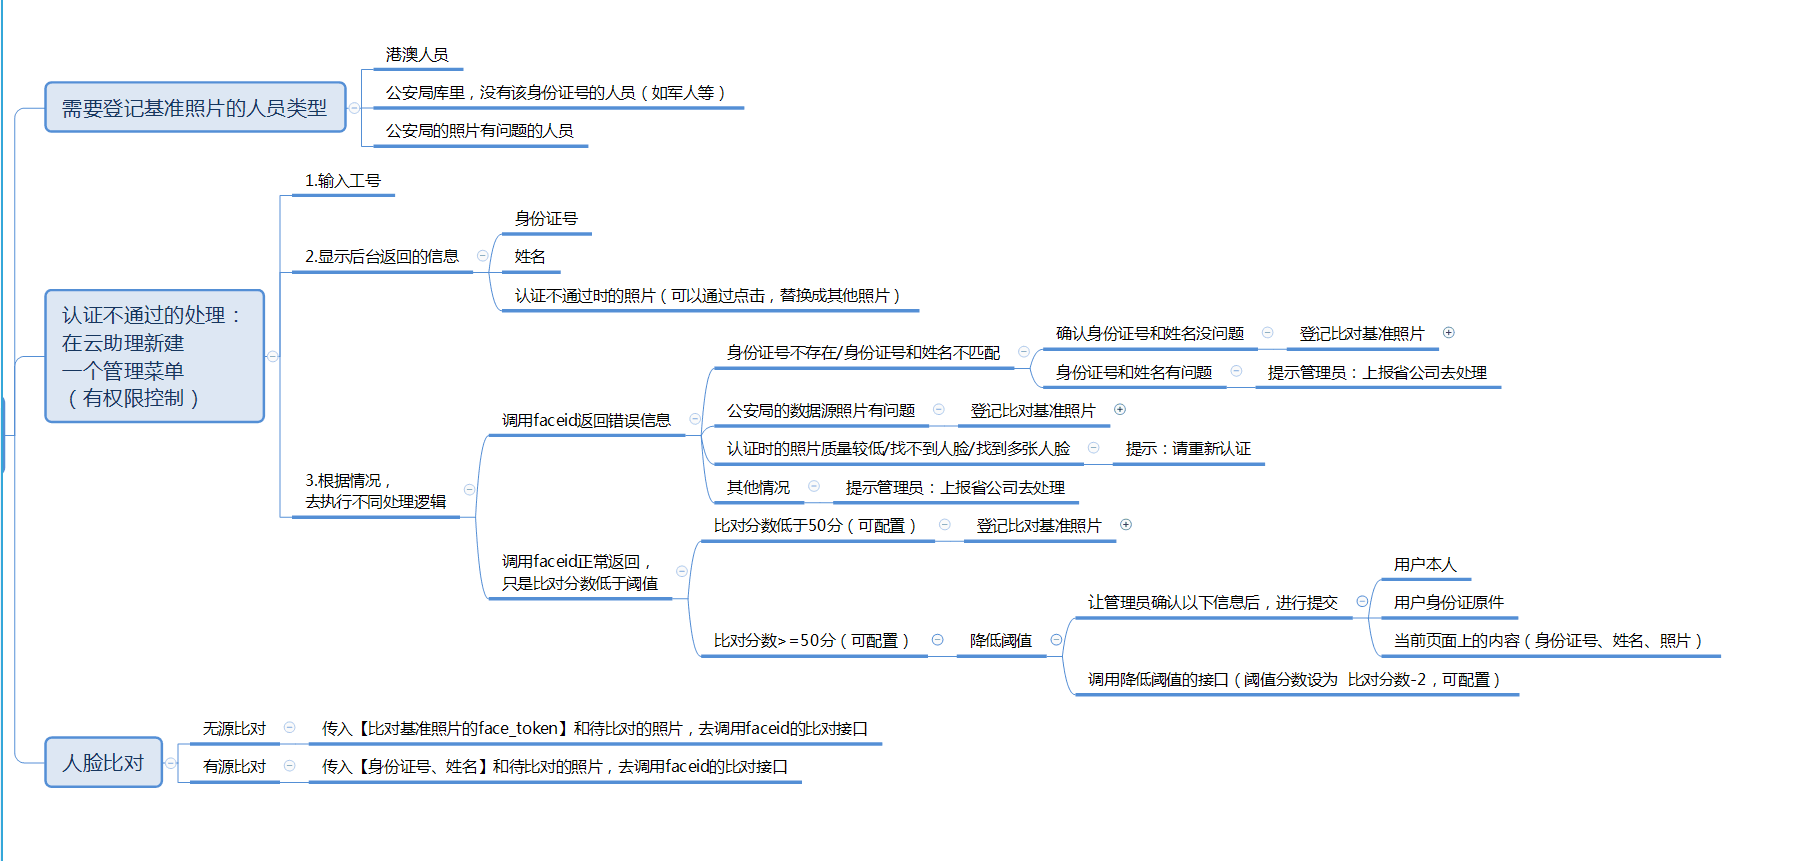 需要登记基准照片的人员类型
港澳人员
公安局库里，没有该身份证号的人员（如军人等）
公安局的照片有问题的人员
认证不通过的处理：
在云助理新建
一个管理菜单
（有权限控制）
1.输入工号
2.显示后台返回的信息
身份证号
姓名
认证不通过时的照片（可以通过点击，替换成其他照片）
3.根据情况，
去执行不同处理逻辑
调用faceid返回错误信息
身份证号不存在/身份证号和姓名不匹配
确认身份证号和姓名没问题
登记比对基准照片
身份证号和姓名有问题
提示管理员：上报省公司去处理
公安局的数据源照片有问题
登记比对基准照片
认证时的照片质量较低/找不到人脸/找到多张人脸
提示：请重新认证
其他情况
提示管理员：上报省公司去处理
调用faceid正常返回，
只是比对分数低于阈值
比对分数低于50分（可配置）
登记比对基准照片
比对分数>=50分（可配置）
降低阈值
让管理员确认以下信息后，进行提交
用户本人
用户身份证原件
当前页面上的内容（身份证号、姓名、照片）
调用降低阈值的接口（阈值分数设为 比对分数-2，可配置）
人脸比对
无源比对
传入【比对基准照片的face_token】和待比对的照片，去调用faceid的比对接口
有源比对
传入【身份证号、姓名】和待比对的照片，去调用faceid的比对接口